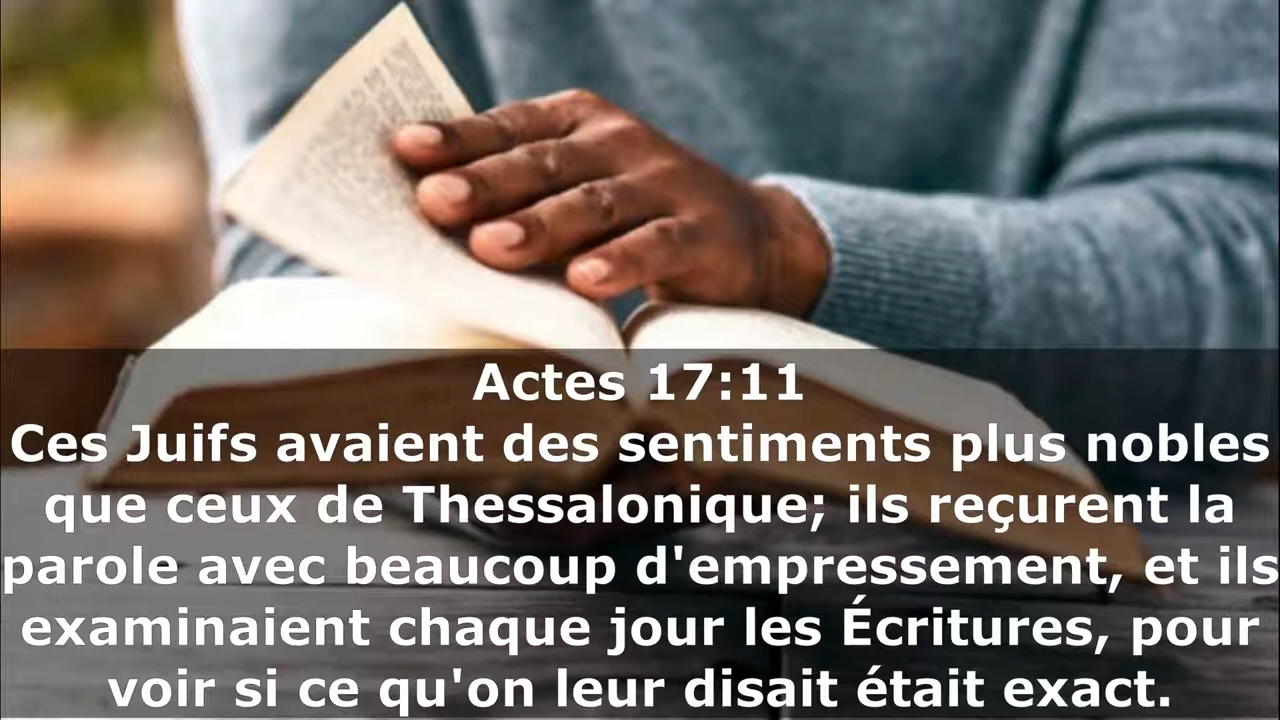 Actes 17:11
Ces Juifs avaient des sentiments plus nobles
que ceux de Thessalonique; ils reçurent la
parole avec beaucoup d'empressement, et ils
examinaient chaque jour les Écritures, pour
voir si ce qu'on leur disait était exact.